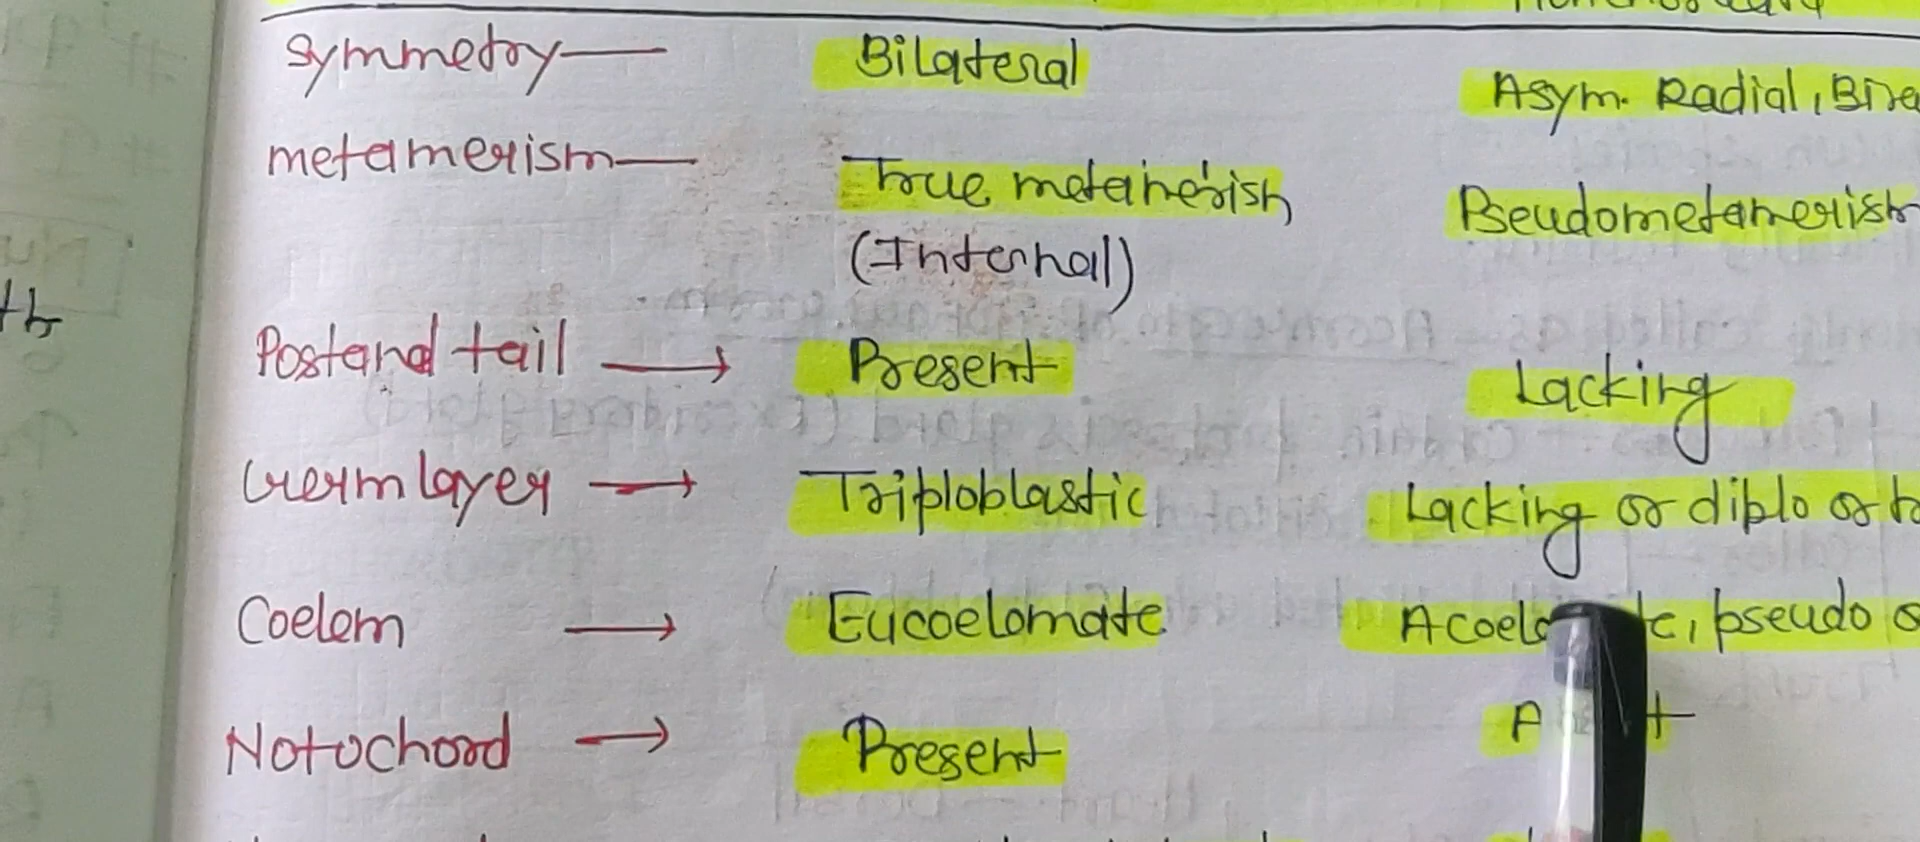 Symmetry — Bilateral Asym. Radial, Bira
metamerism — True metamerism Pseudometamerism
(Internal)
Postanal tail → Present Lacking
Germ layer → Triploblastic Lacking or diplo or
Coelom → Eucoelomate pseudo
Notochord → Present